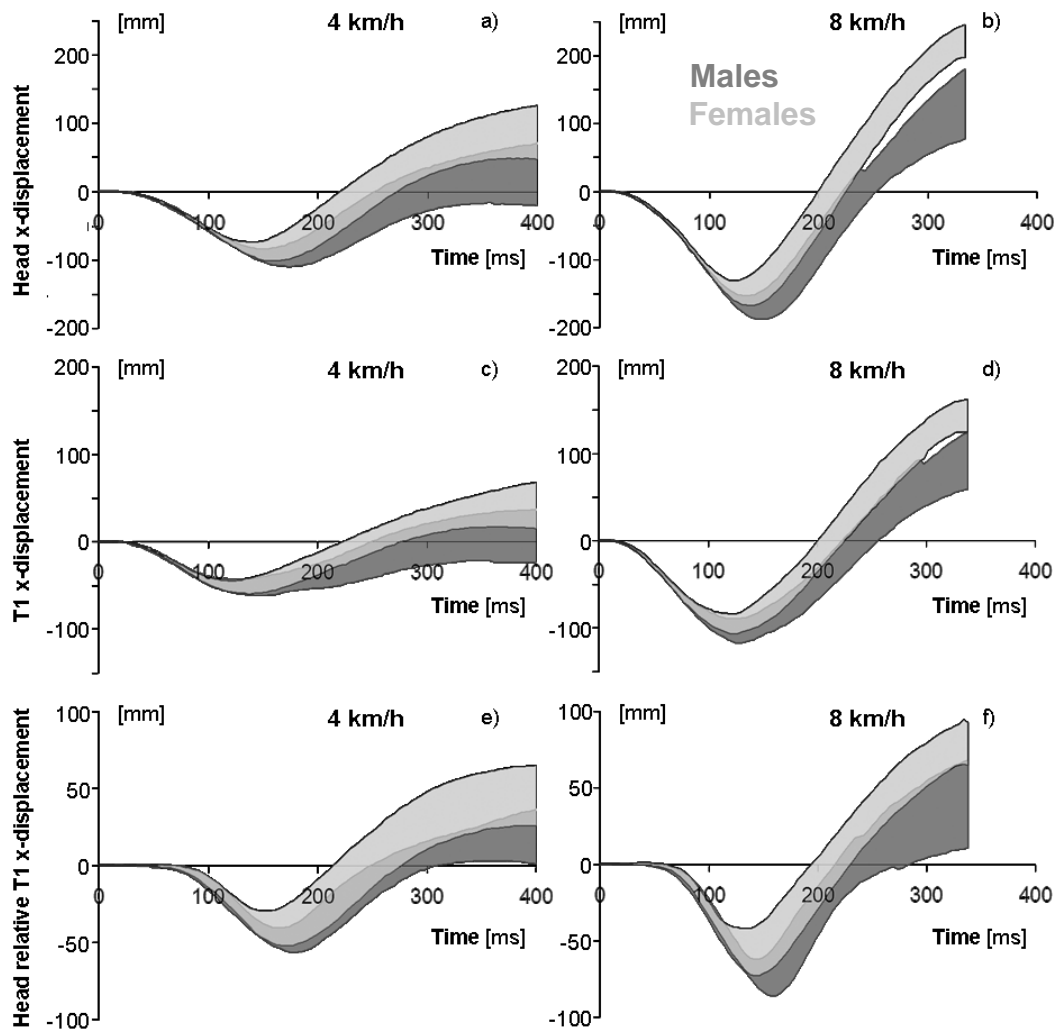 [mm] 4 km/h a)
200
100
0
-100
-200
0 100 200 300 400
Time [ms]
Head x-displacement
[mm] 8 km/h b)
Males
Females
200
100
0
-100
-200
0 100 200 300 400
Time [ms]
[mm] 4 km/h c)
200
100
0
-100
0 100 200 300 400
Time [ms]
T1 x-displacement
[mm] 8 km/h d)
200
100
0
-100
0 100 200 300 400
Time [ms]
[mm] 4 km/h e)
100
50
0
-50
-100
0 100 200 300 400
Time [ms]
Head relative T1 x-displacement
[mm] 8 km/h f)
100
50
0
-50
-100
0 100 200 300 400
Time [ms]